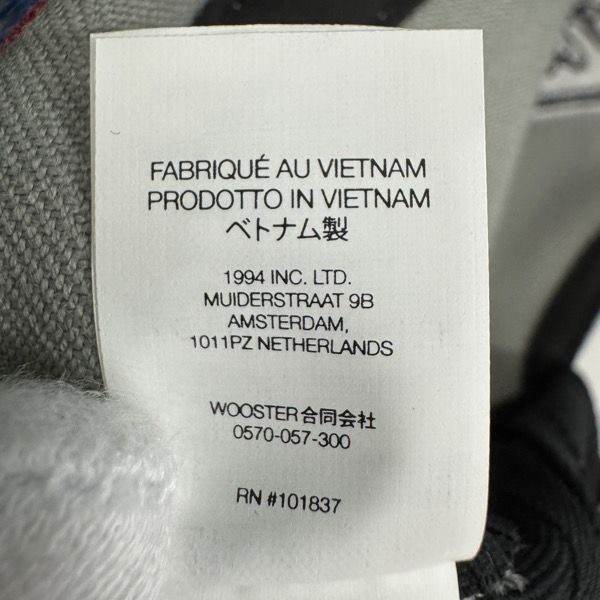 FABRIQUÉ AU VIETNAM
PRODOTTO IN VIETNAM
ベトナム製
1994 INC. LTD.
MUIDERSTRAAT 9B
AMSTERDAM,
1011PZ NETHERLANDS
WOOSTER合同会社
0570-057-300
RN #101837